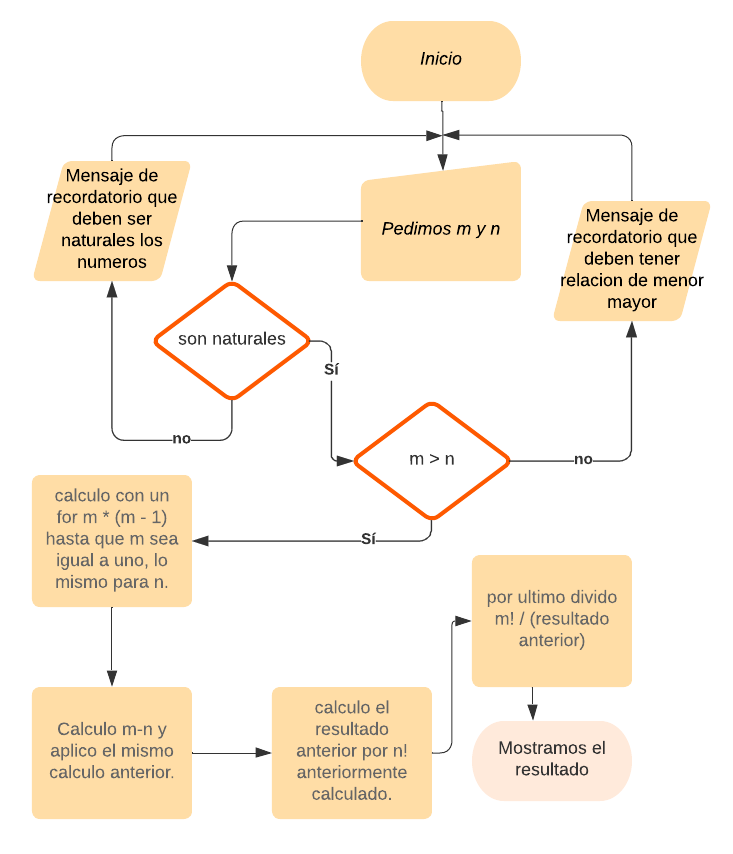 Inicio
Mensaje de
recordatorio que
deben ser
naturales los
numeros
Pedimos m y n
Mensaje de
recordatorio que
deben tener
relacion de menor
mayor
son naturales
Sí
no
m > n
no
Sí
calculo con un
for m * (m - 1)
hasta que m sea
igual a uno, lo
mismo para n.
por ultimo divido
m! / (resultado
anterior)
Calculo m-n y
aplico el mismo
calculo anterior.
calculo el
resultado
anterior por n!
anteriormente
calculado.
Mostramos el
resultado